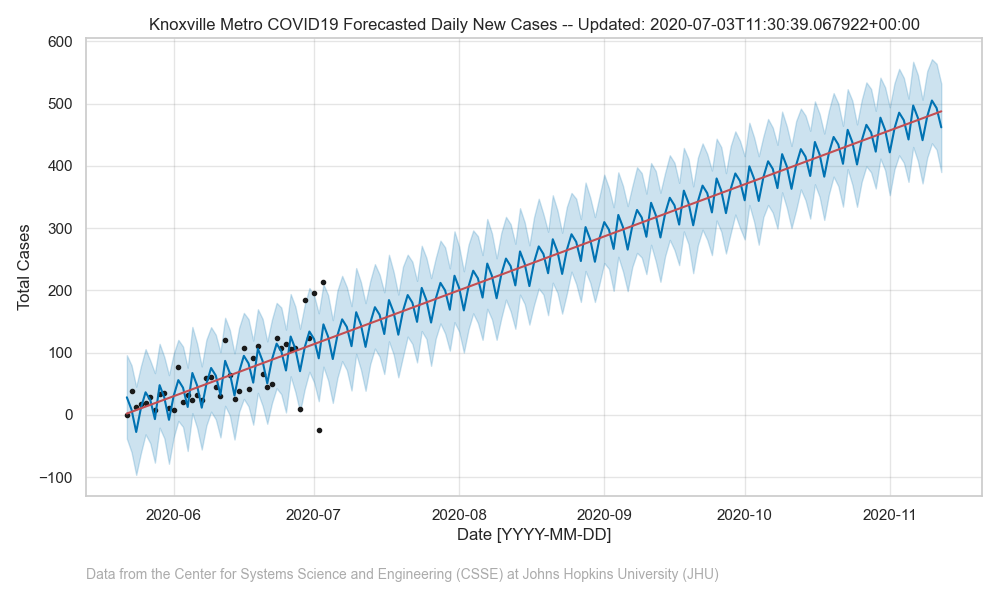 Knoxville Metro COVID19 Forecasted Daily New Cases -- Updated: 2020-07-03T11:30:39.067922+00:00
600
500
400
300
200
100
0
−100
Total Cases
2020-06 2020-07 2020-08 2020-09 2020-10 2020-11
Date [YYYY-MM-DD]
Data from the Center for Systems Science and Engineering (CSSE) at Johns Hopkins University (JHU)